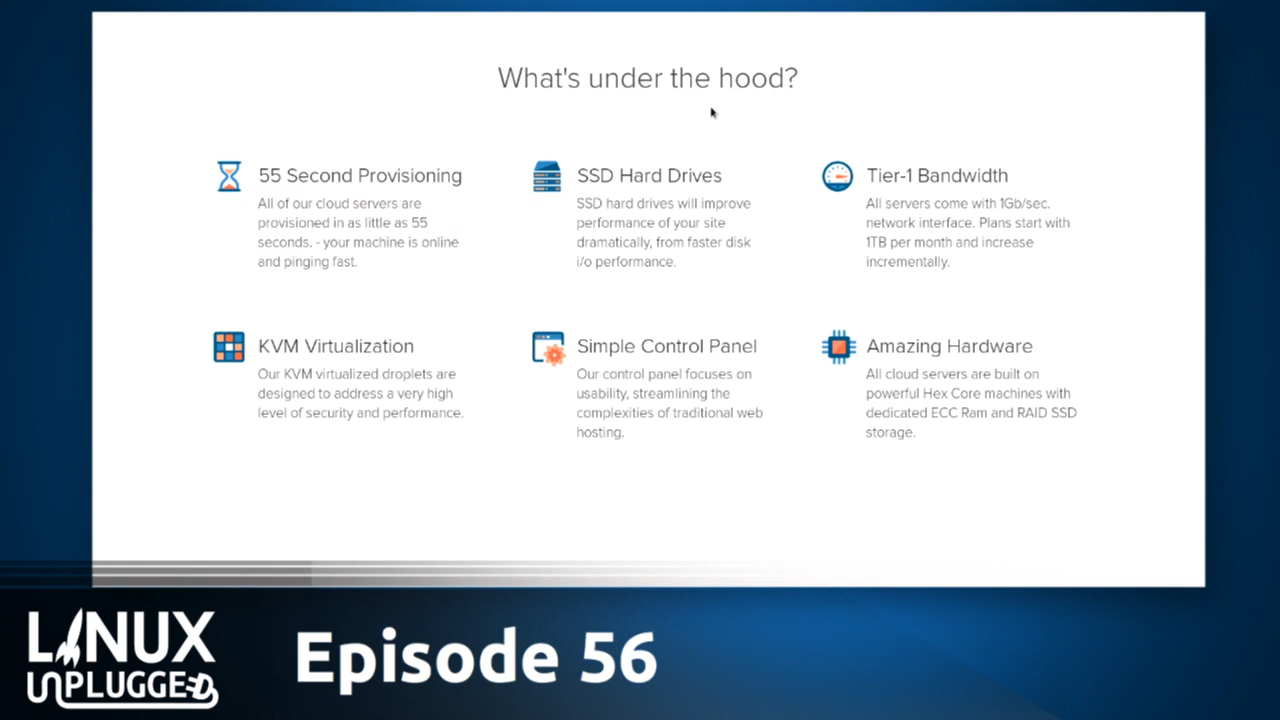 What's under the hood?
55 Second Provisioning
All of our cloud servers are
provisioned in as little as 55
seconds. - your machine is online
and pinging fast.
SSD Hard Drives
SSD hard drives will improve
performance of your site
dramatically, from faster disk
i/o performance.
Tier-1 Bandwidth
All servers come with 1Gb/sec.
network interface. Plans start with
1TB per month and increase
incrementally.
KVM Virtualization
Our KVM virtualized droplets are
designed to address a very high
level of security and performance.
Simple Control Panel
Our control panel focuses on
usability, streamlining the
complexities of traditional web
hosting.
Amazing Hardware
All cloud servers are built on
powerful Hex Core machines with
dedicated ECC Ram and RAID SSD
storage.
LINUX
UNPLUGGED
Episode 56